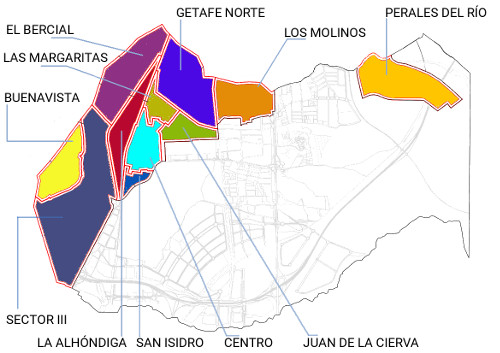 GETAFE NORTE
PERALES DEL RÍO
EL BERCIAL
LOS MOLINOS
LAS MARGARITAS
BUENAVISTA
SECTOR III
LA ALHÓNDIGA
SAN ISIDRO
CENTRO
JUAN DE LA CIERVA